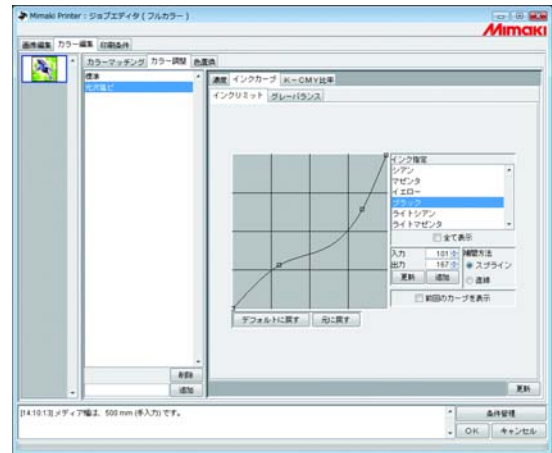 Mimaki Printer : ジョブエディタ ( フルカラー )
Mimaki
画像編集 カラー編集 印刷条件
カラーマッチング カラー調整 色置換
標準
光沢塩ビ
濃度 インクカーブ K-CMY比率
インクリミット グレーバランス
インク指定
シアン
マゼンタ
イエロー
ブラック
ライトシアン
ライトマゼンタ
全て表示
入力 101 補間方法
出力 167 スプライン
更新 追加 直線
前回のカーブを表示
デフォルトに戻す 元に戻す
削除
追加
更新
[14:10:13] メディア幅は、500 mm (手入力) です。
条件管理
OK キャンセル